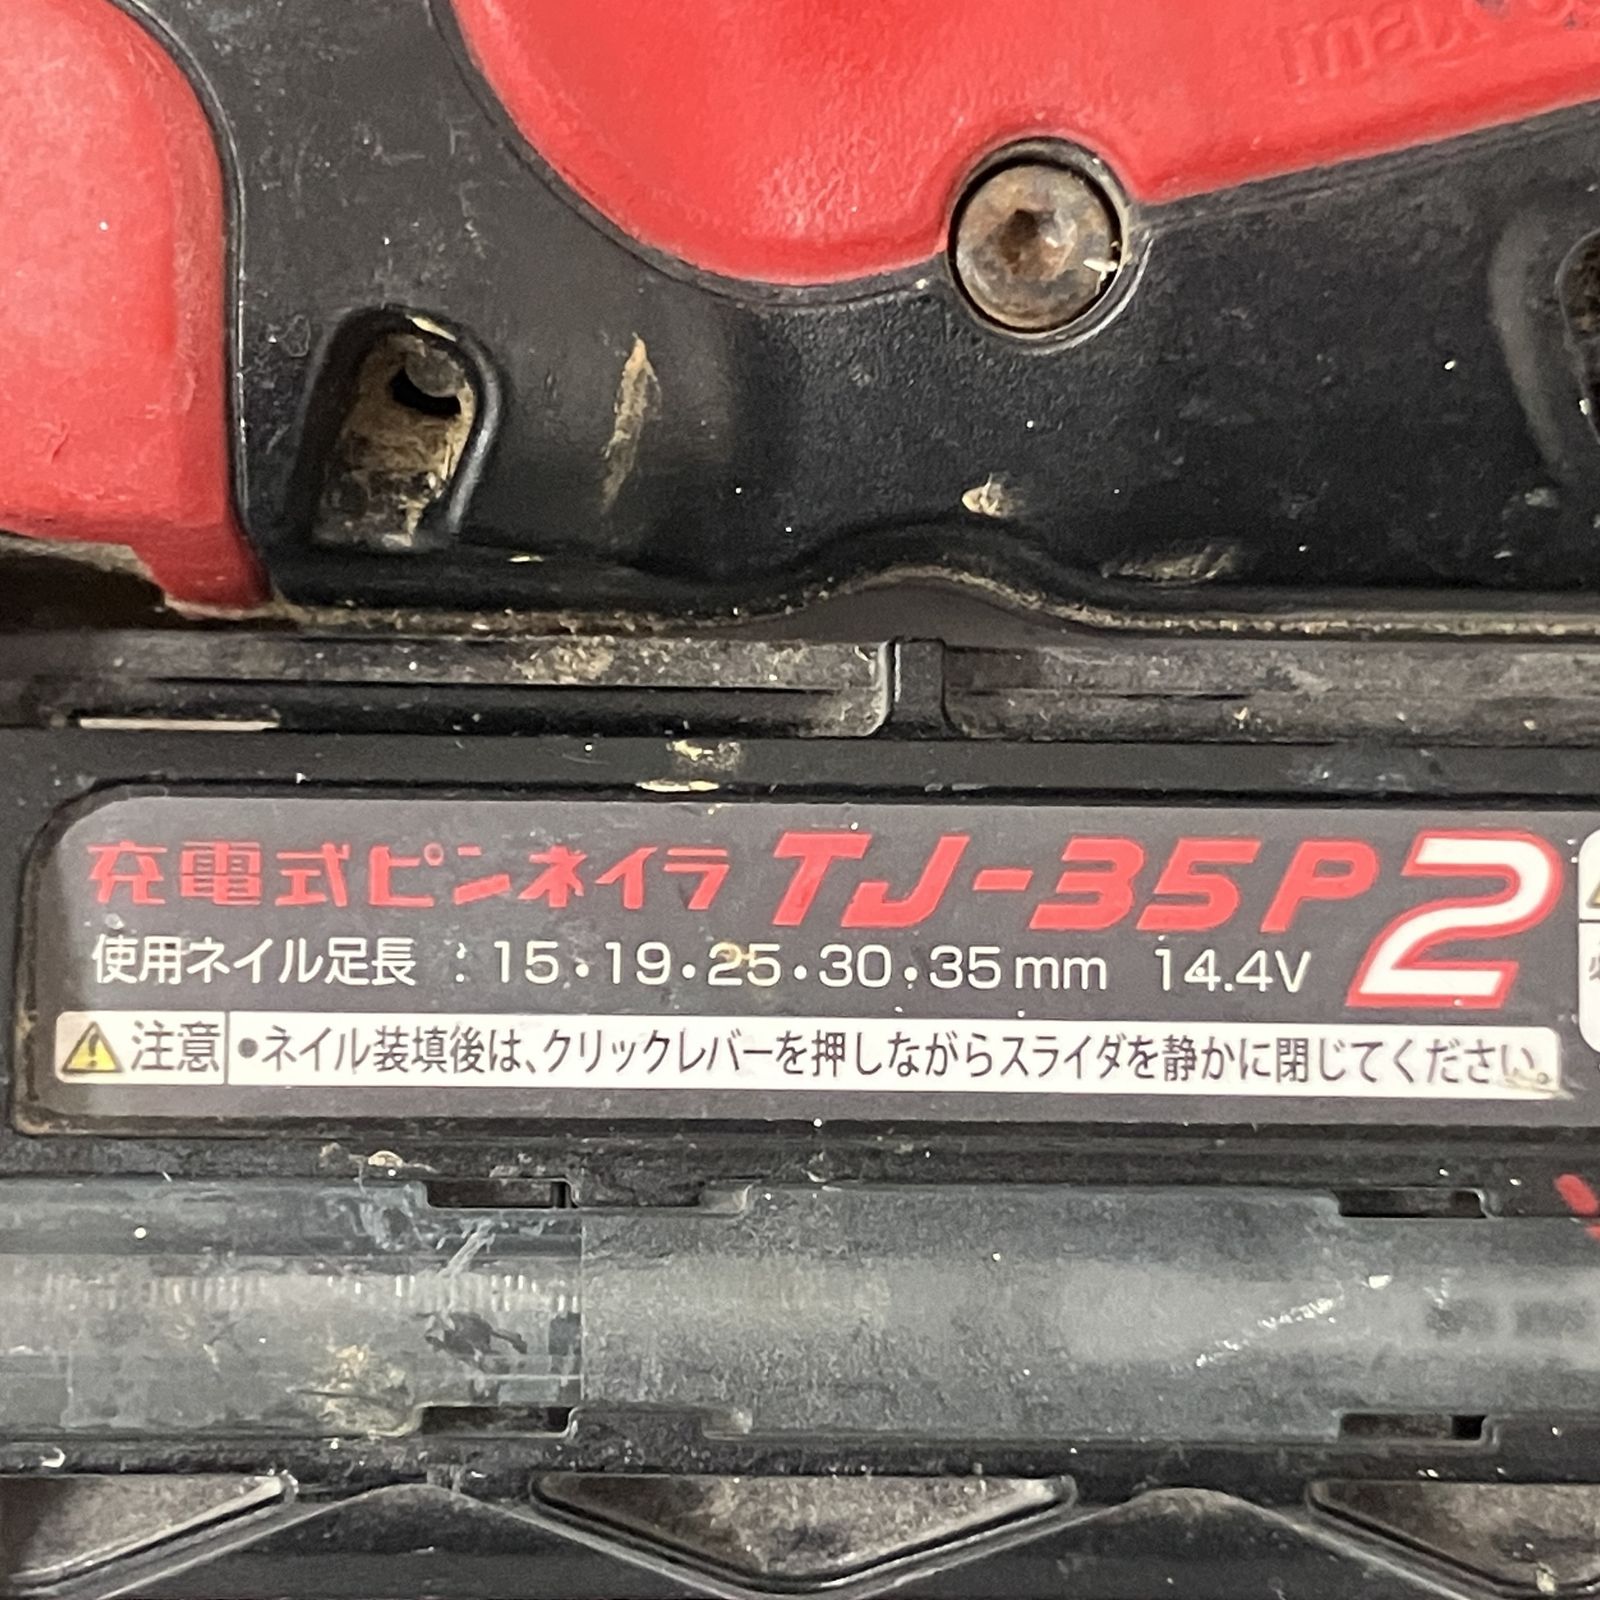 充電式ピンネイラ TJ-35P2
使用ネイル足長 : 15・19・25・30・35mm 14.4V
注意 •ネイル装填後は、クリックレバーを押しながらスライダを静かに閉じてください。